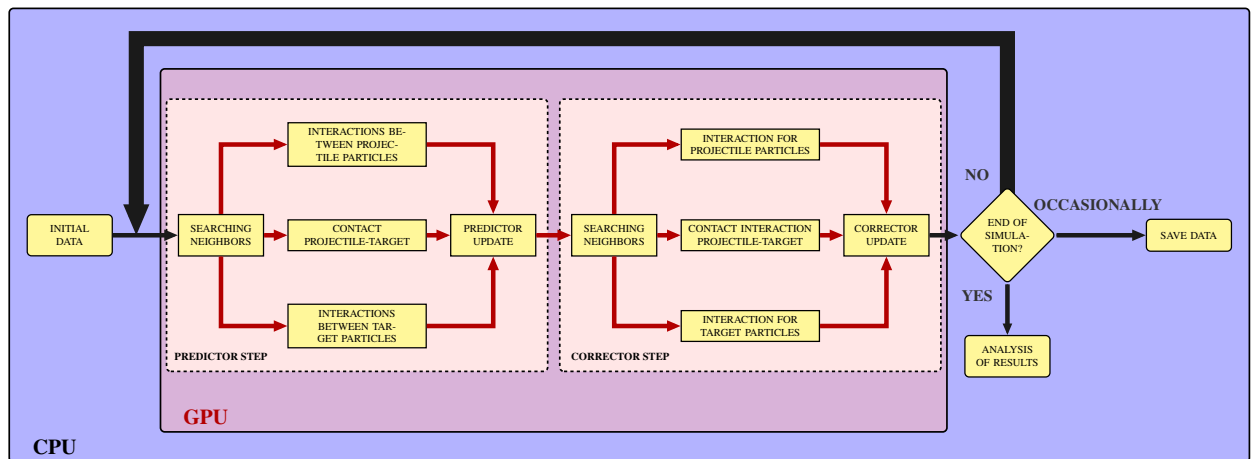 INITIAL
DATA
SEARCHING
NEIGHBORS
INTERACTIONS BE-
TWEEN PROJEC-
TILE PARTICLES
CONTACT
PROJECTILE-TARGET
INTERACTIONS
BETWEEN TAR-
GET PARTICLES
PREDICTOR
UPDATE
PREDICTOR STEP
SEARCHING
NEIGHBORS
INTERACTION FOR
PROJECTILE PARTICLES
CONTACT INTERACTION
PROJECTILE-TARGET
INTERACTION FOR
TARGET PARTICLES
CORRECTOR
UPDATE
CORRECTOR STEP
NO
OCCASIONALLY
END OF
SIMULA-
TION?
SAVE DATA
YES
ANALYSIS
OF RESULTS
GPU
CPU